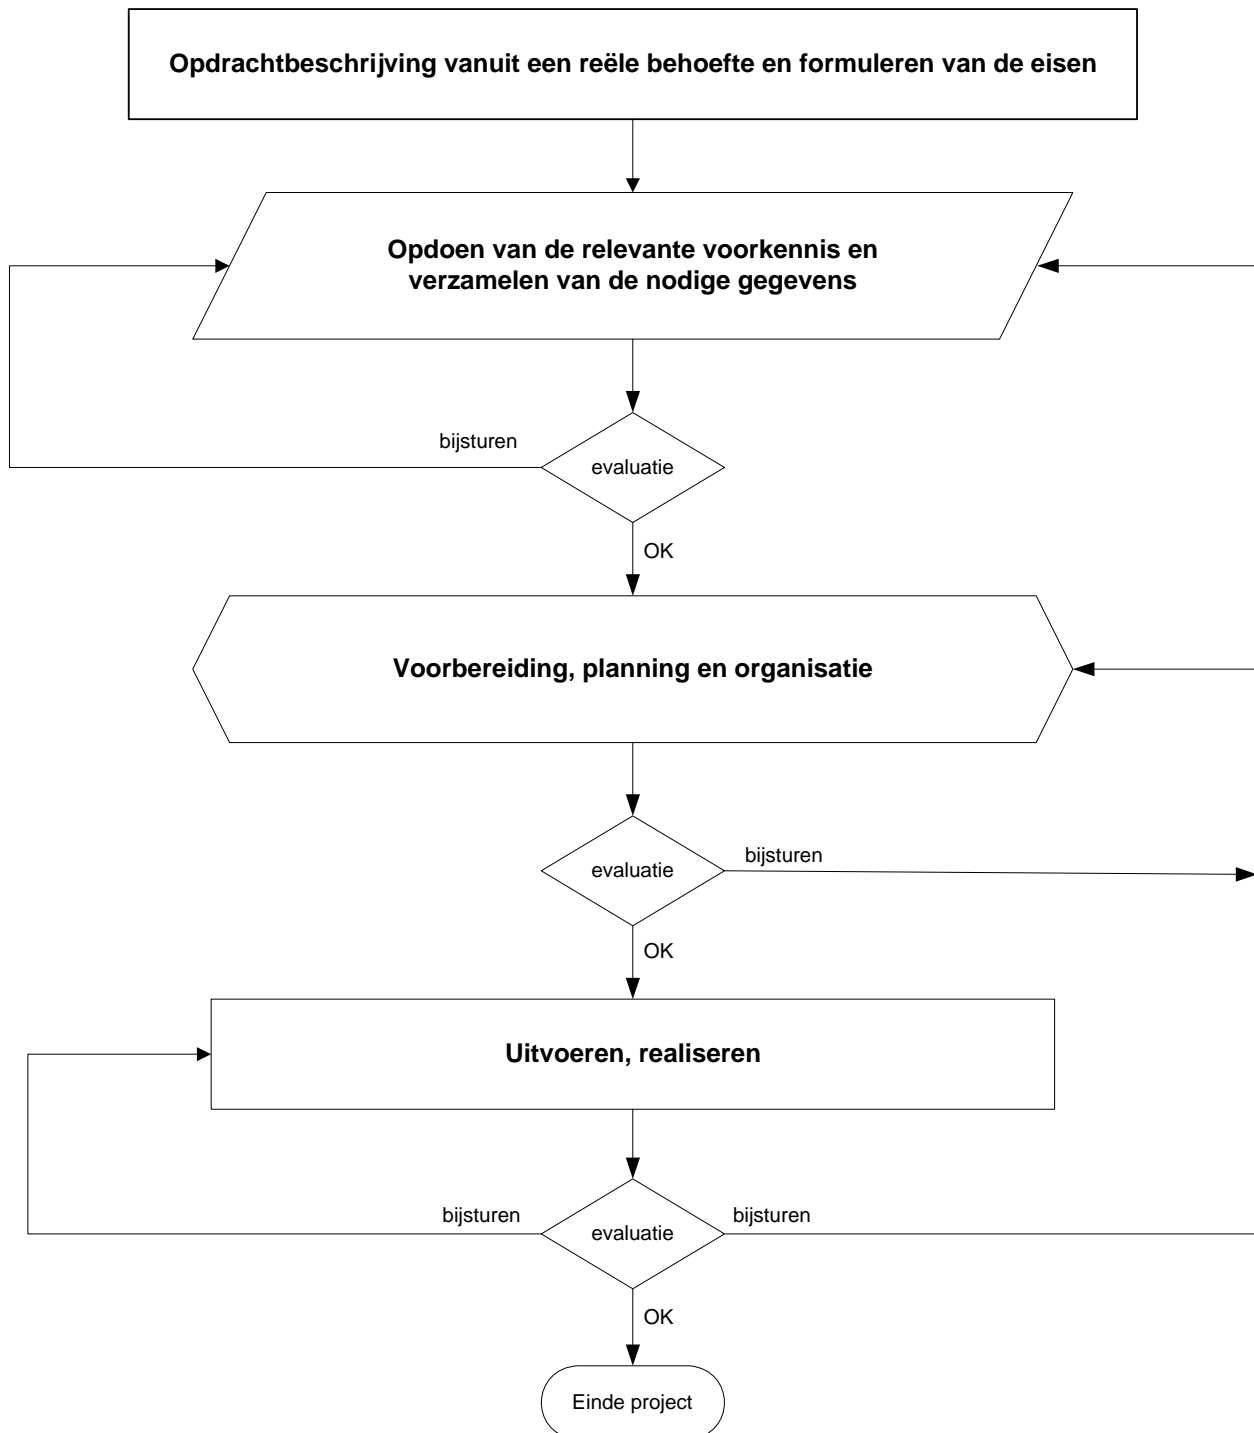 Opdrachtbeschrijving vanuit een reële behoefte en formuleren van de eisen
Opdoen van de relevante voorkennis en
verzamelen van de nodige gegevens
bijsturen
evaluatie
OK
Voorbereiding, planning en organisatie
bijsturen
evaluatie
OK
Uitvoeren, realiseren
bijsturen
evaluatie
bijsturen
OK
Einde project